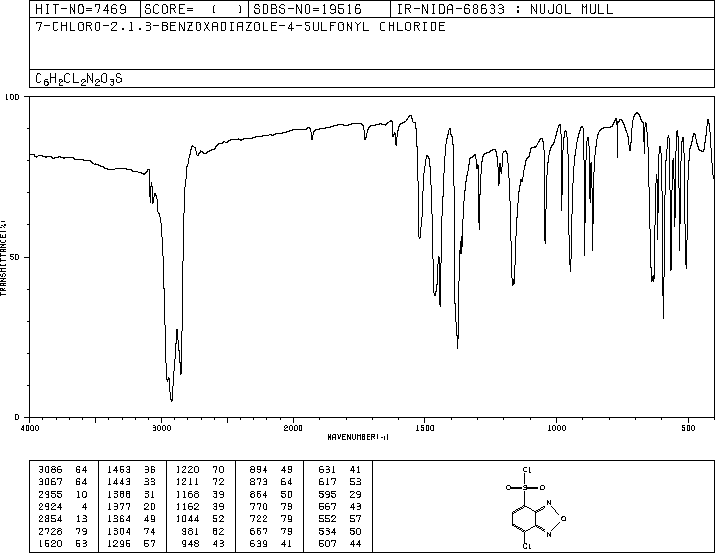 HIT-NO=7469 SCORE= ( ) SDBS-NO=19516 IR-NIDA-68633 : NUJOL MULL
7-CHLORO-2,1,3-BENZOXADIAZOLE-4-SULFONYL CHLORIDE
C6H2CL2N2O3S
100
50
0
TRANSMITTANCE(%)
4000 3000 2000 1500 1000 500
WAVENUMBER(-1)
3086 64 1463 36 1220 70 894 49 631 41
3067 64 1443 33 1211 72 873 64 617 53
2955 10 1388 31 1168 39 864 50 595 29
2924 4 1377 20 1162 39 770 79 567 43
2854 13 1364 49 1044 52 722 79 552 57
2728 79 1304 74 981 62 667 79 534 50
1520 53 1296 57 948 43 639 41 507 44
Cl
O S O
N
O
N
Cl